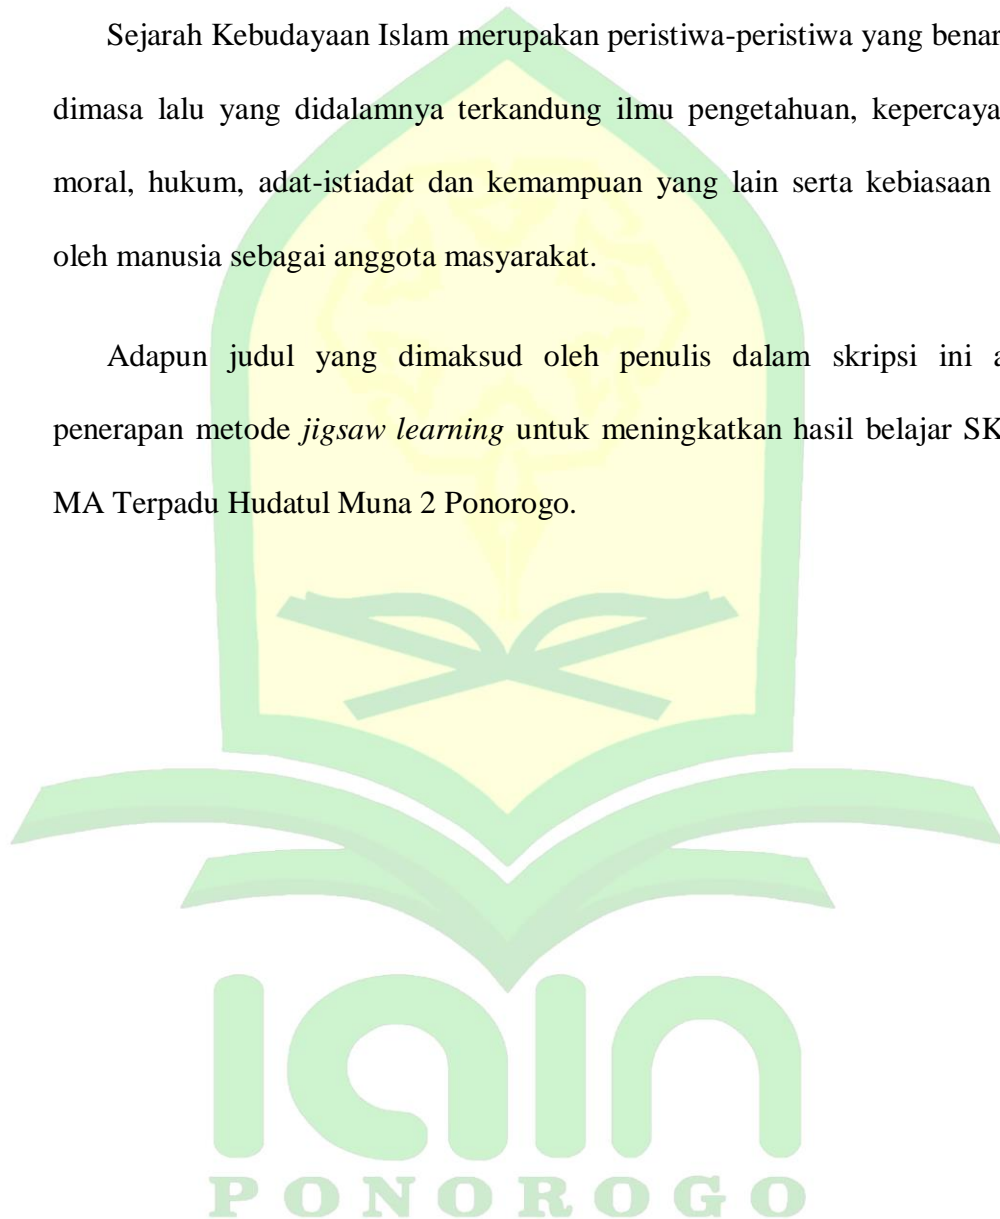 Sejarah Kebudayaan Islam merupakan peristiwa-peristiwa yang benar
dimasa lalu yang didalamnya terkandung ilmu pengetahuan, kepercaya
moral, hukum, adat-istiadat dan kemampuan yang lain serta kebiasaan
oleh manusia sebagai anggota masyarakat.
Adapun judul yang dimaksud oleh penulis dalam skripsi ini a
penerapan metode jigsaw learning untuk meningkatkan hasil belajar SK
MA Terpadu Hudatul Muna 2 Ponorogo.
iain
PONOROGO